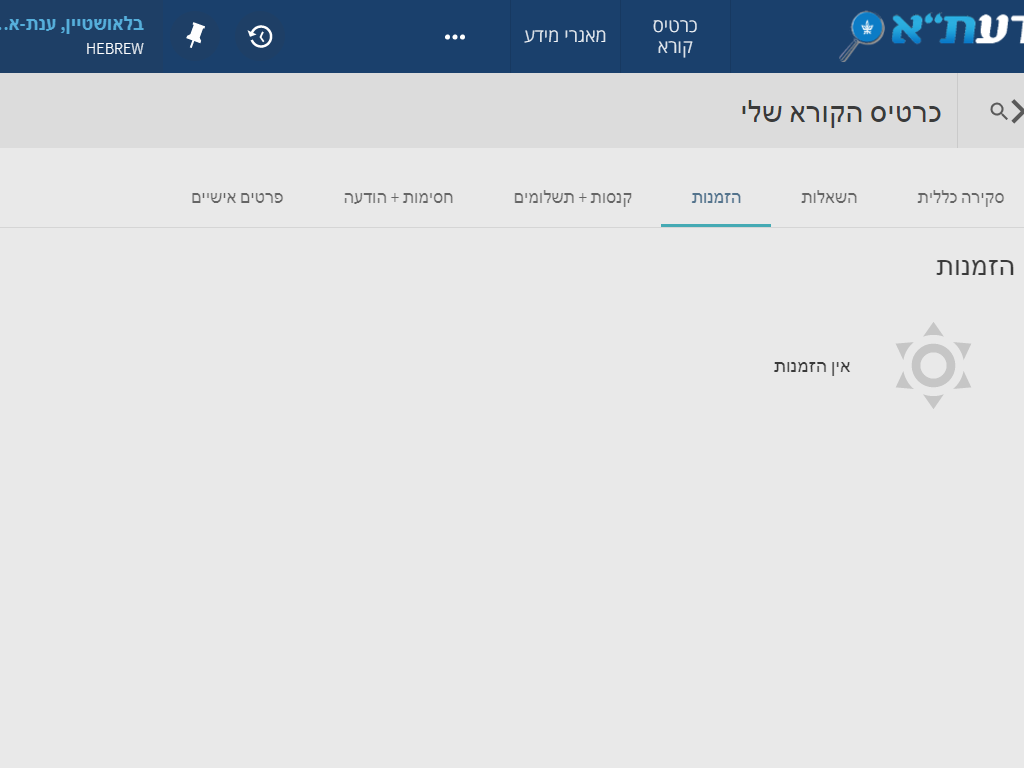 דעת"א
כרטיס
קורא
מאגרי מידע
בלאושטיין, ענת-א..
HEBREW
כרטיס הקורא שלי
סקירה כללית
השאלות
הזמנות
קנסות + תשלומים
חסימות + הודעה
פרטים אישיים
הזמנות
אין הזמנות